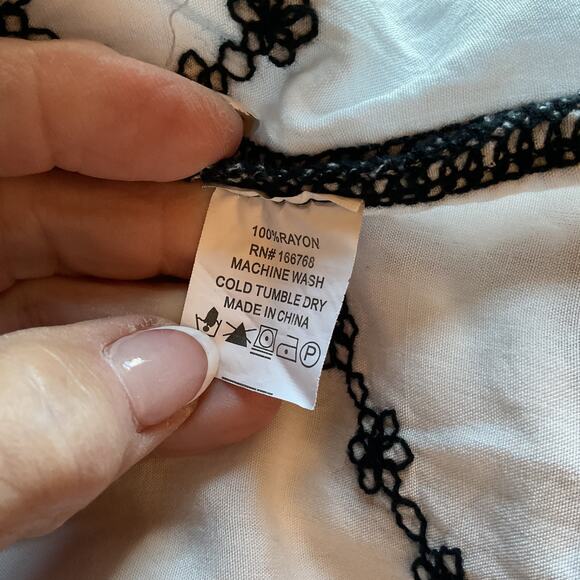 100%RAYON
RN# 166768
MACHINE WASH
COLD TUMBLE DRY
MADE IN CHINA
P